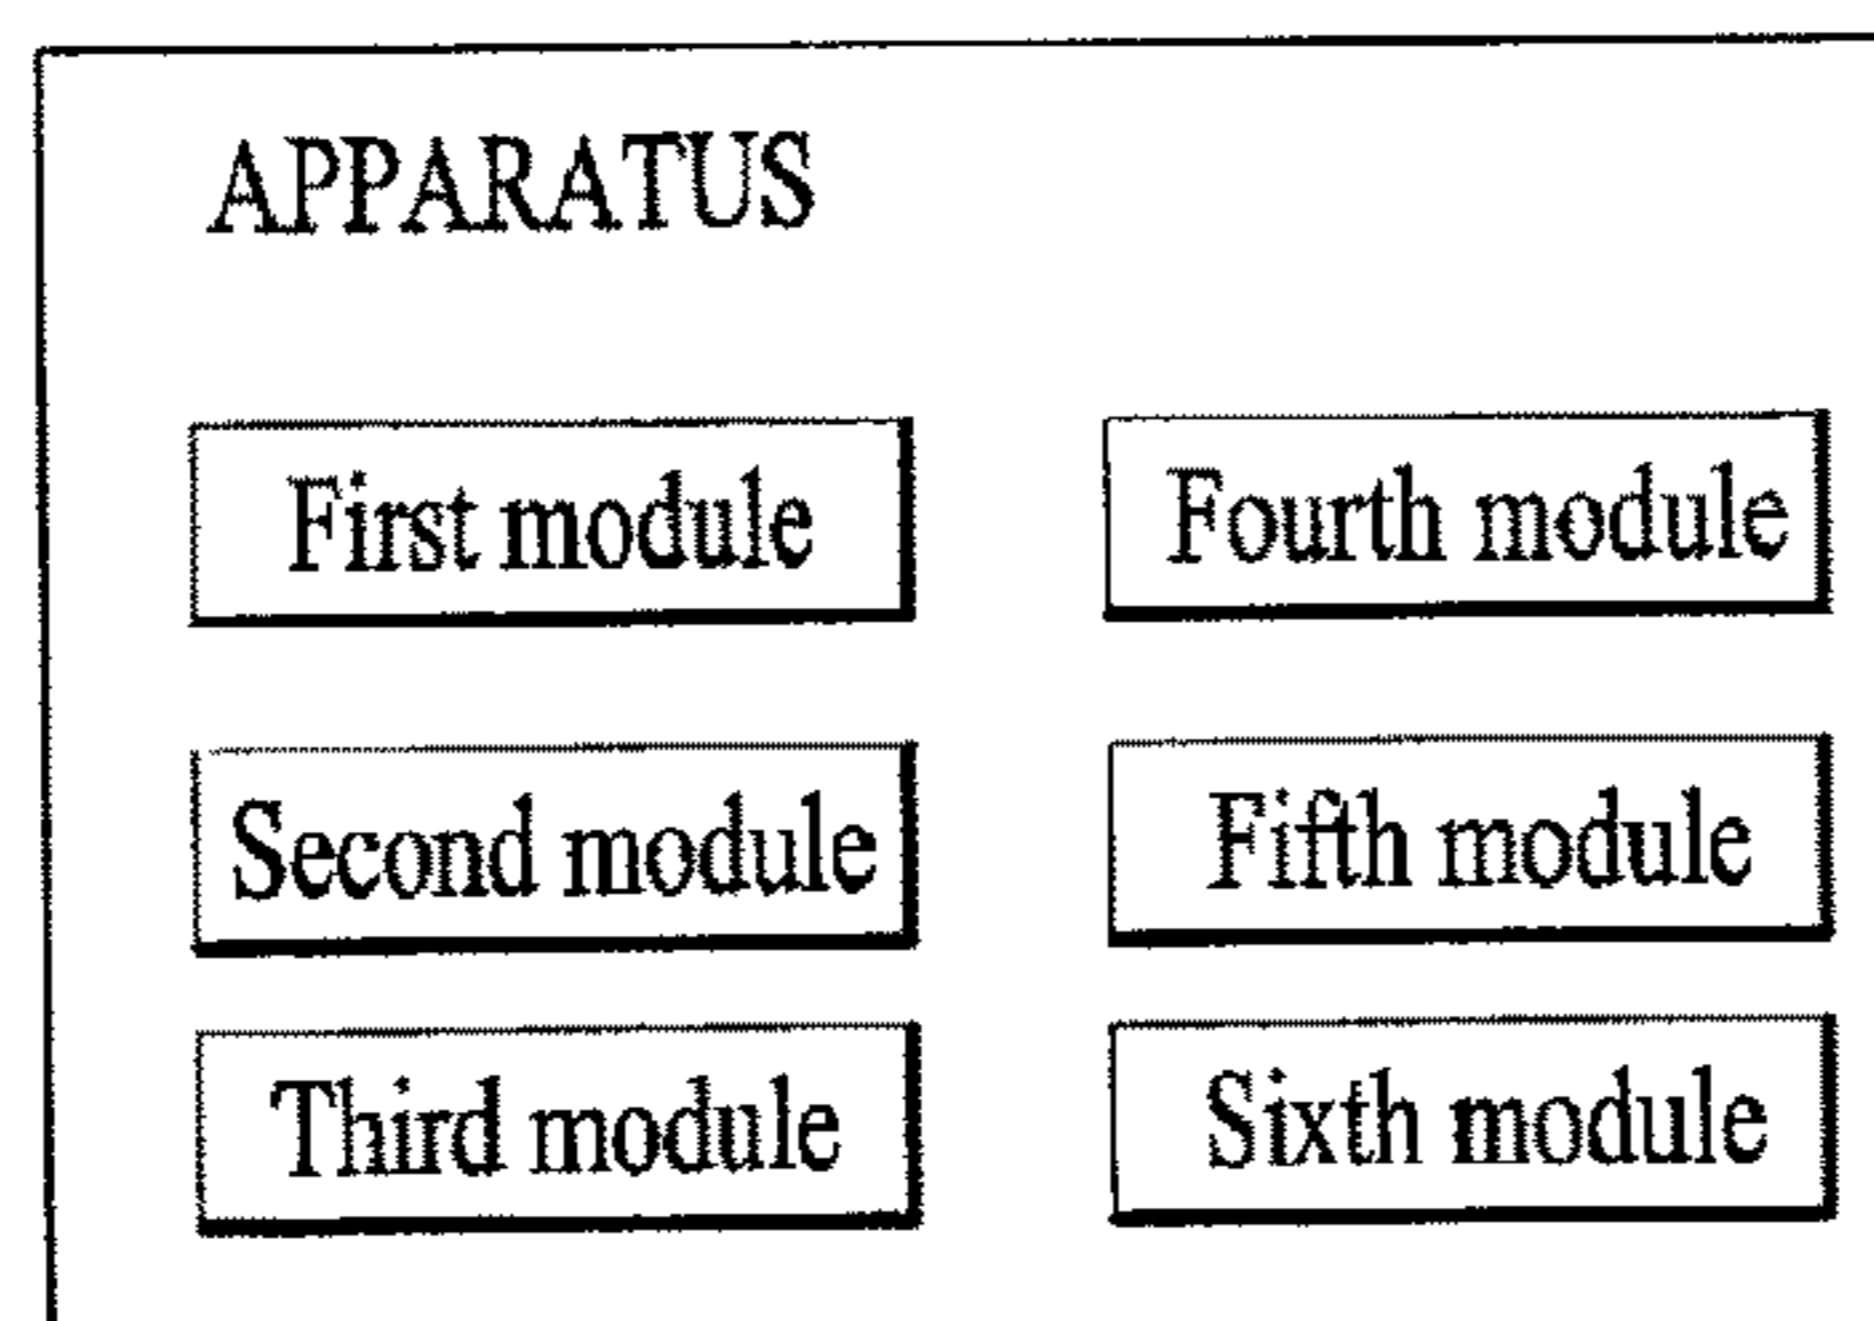 APPARATUS
First module
Second module
Third module
Fourth module
Fifth module
Sixth module